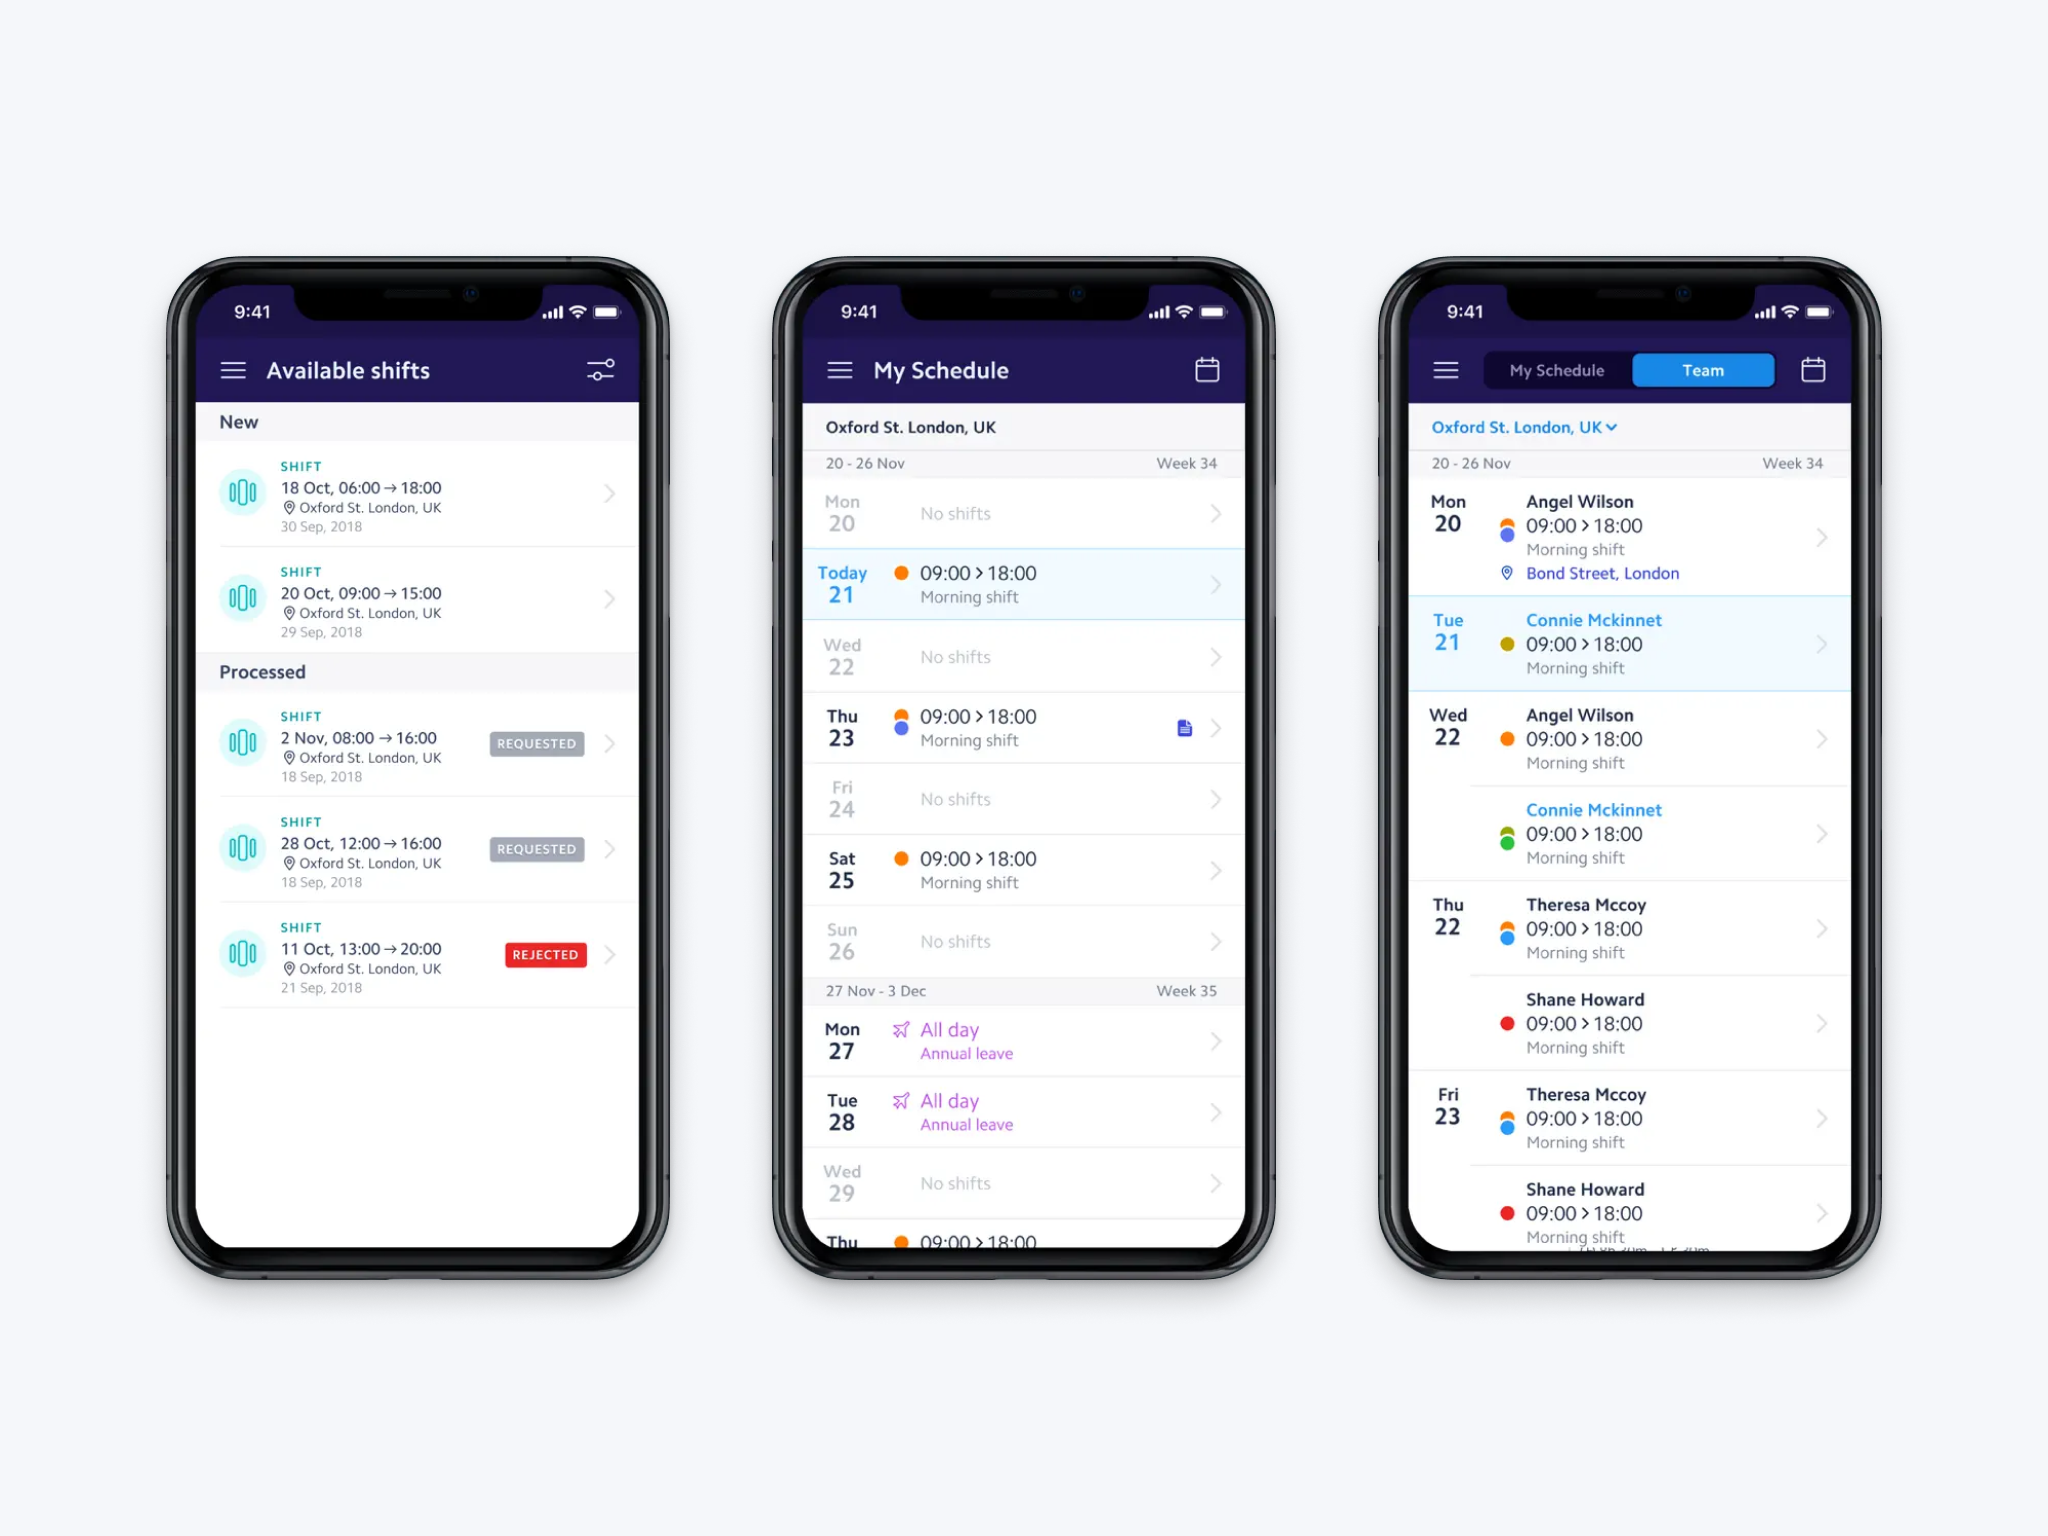 9:41
Available shifts
New
SHIFT
18 Oct, 06:00 → 18:00
Oxford St. London, UK
30 Sep, 2018
SHIFT
20 Oct, 09:00 → 15:00
Oxford St. London, UK
29 Sep, 2018
Processed
SHIFT
2 Nov, 08:00 → 16:00
REQUESTED
Oxford St. London, UK
18 Sep, 2018
SHIFT
28 Oct, 12:00 → 16:00
REQUESTED
Oxford St. London, UK
18 Sep, 2018
SHIFT
11 Oct, 13:00 → 20:00
REJECTED
Oxford St. London, UK
21 Sep, 2018
9:41
My Schedule
Oxford St. London, UK
20 - 26 Nov Week 34
Mon
20
No shifts
Today
21
09:00 > 18:00
Morning shift
Wed
22
No shifts
Thu
23
09:00 > 18:00
Morning shift
Fri
24
No shifts
Sat
25
09:00 > 18:00
Morning shift
Sun
26
No shifts
27 Nov - 3 Dec Week 35
Mon
27
All day
Annual leave
Tue
28
All day
Annual leave
Wed
29
No shifts
Thu
09:00 > 18:00
9:41
My Schedule Team
Oxford St. London, UK
20 - 26 Nov Week 34
Mon
20
Angel Wilson
09:00 > 18:00
Morning shift
Bond Street, London
Tue
21
Connie Mckinnet
09:00 > 18:00
Morning shift
Wed
22
Angel Wilson
09:00 > 18:00
Morning shift
Connie Mckinnet
09:00 > 18:00
Morning shift
Thu
22
Theresa Mccoy
09:00 > 18:00
Morning shift
Shane Howard
09:00 > 18:00
Morning shift
Fri
23
Theresa Mccoy
09:00 > 18:00
Morning shift
Shane Howard
09:00 > 18:00
Morning shift